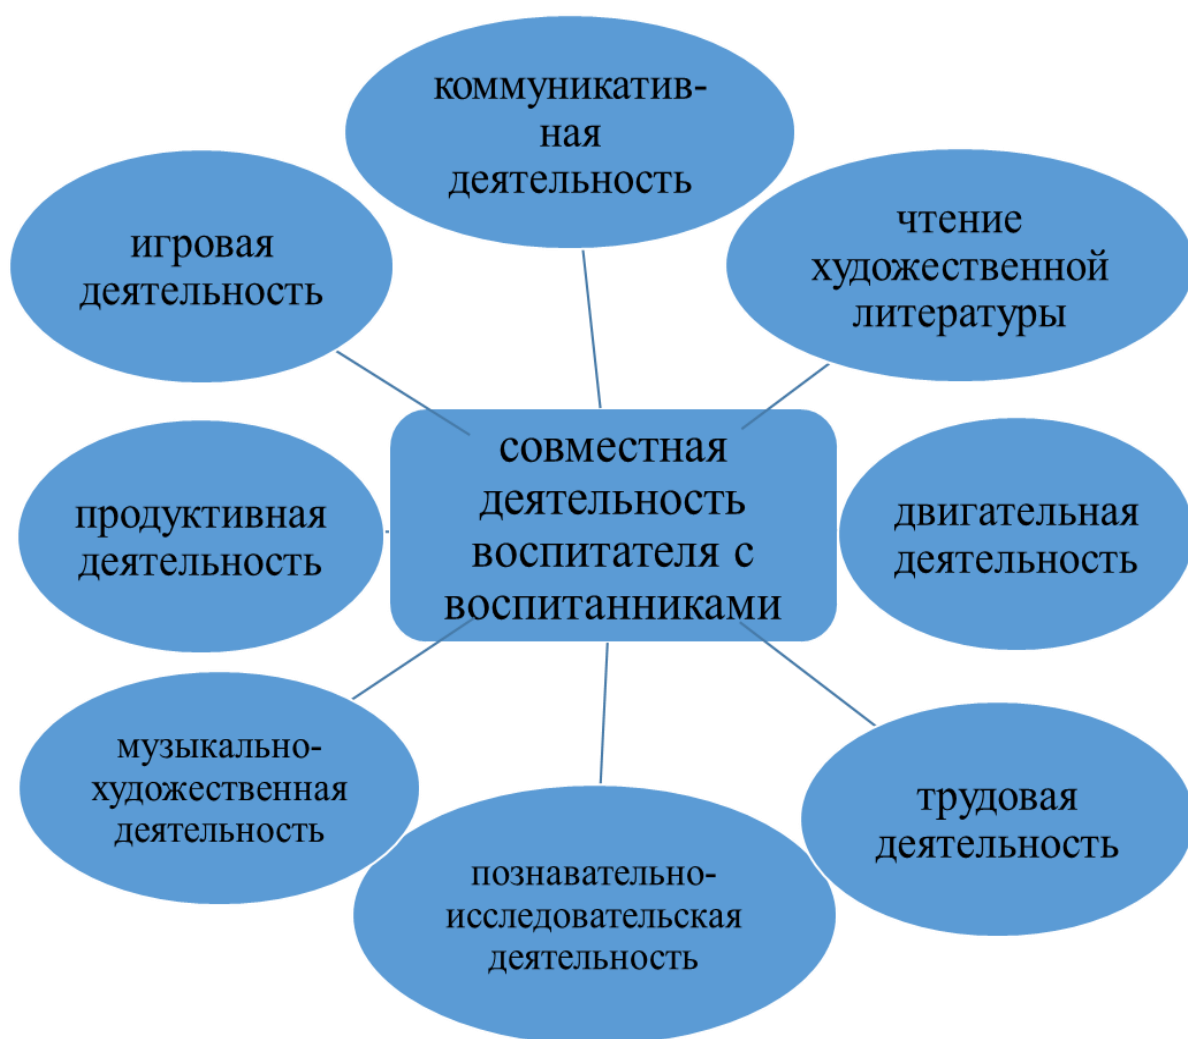 коммуникатив-
ная
деятельность
игровая
деятельность
чтение
художественной
литературы
совместная
деятельность
воспитателя с
воспитанниками
продуктивная
деятельность
двигательная
деятельность
музыкально-
художественная
деятельность
трудовая
деятельность
познавательно-
исследовательская
деятельность